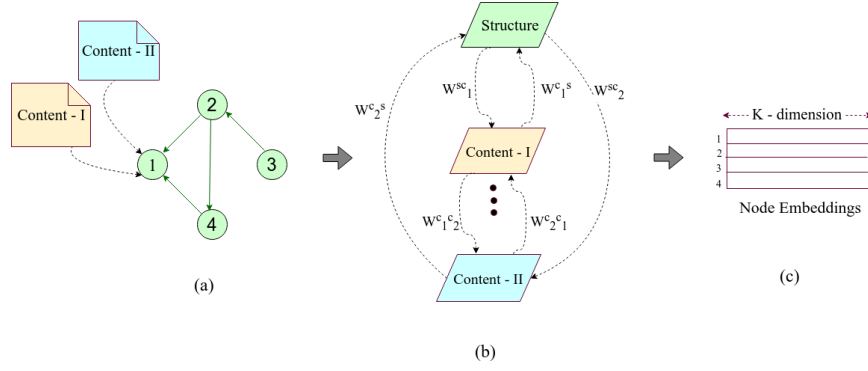 Content - II
Content - I
1
2
3
4
(a)
Structure
W^c_2^s
W^sc_1
W^c_1^s
W^sc_2
Content - I
W^c_1^c_2
W^c_2^c_1
Content - II
(b)
K - dimension
1
2
3
4
Node Embeddings
(c)